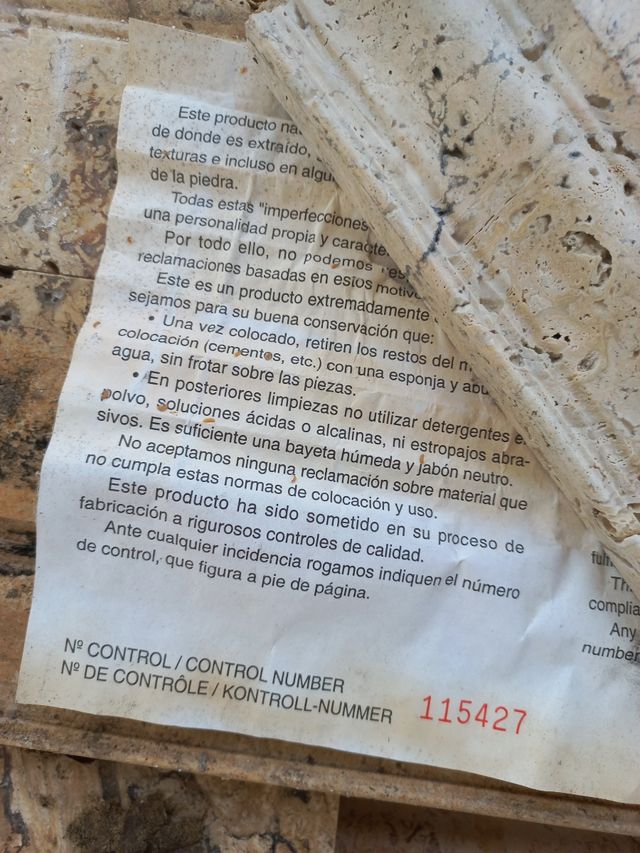 Este producto
de donde es extraído,
texturas e incluso en
de la piedra.
Todas estas "imperfecciones
una personalidad propia y
Por todo ello, no podemos
reclamaciones basadas en estos
Este es un producto extremadamente
sejamos para su buena conservación que:
• Una vez colocado, retiren los restos del
colocación (cementos, etc.) con una esponja y
agua, sin frotar sobre las piezas.
• En posteriores limpiezas no utilizar detergentes
polvo, soluciones ácidas o alcalinas, ni estropajos abra-
sivos. Es suficiente una bayeta húmeda y jabón neutro.
No aceptamos ninguna reclamación sobre material que
no cumpla estas normas de colocación y uso.
Este producto ha sido sometido en su proceso de
fabricación a rigurosos controles de calidad.
Ante cualquier incidencia rogamos indiquen el número
de control, que figura a pie de página.
Any
number
Nº CONTROL / CONTROL NUMBER
Nº DE CONTRÔLE / KONTROLL-NUMMER 115427